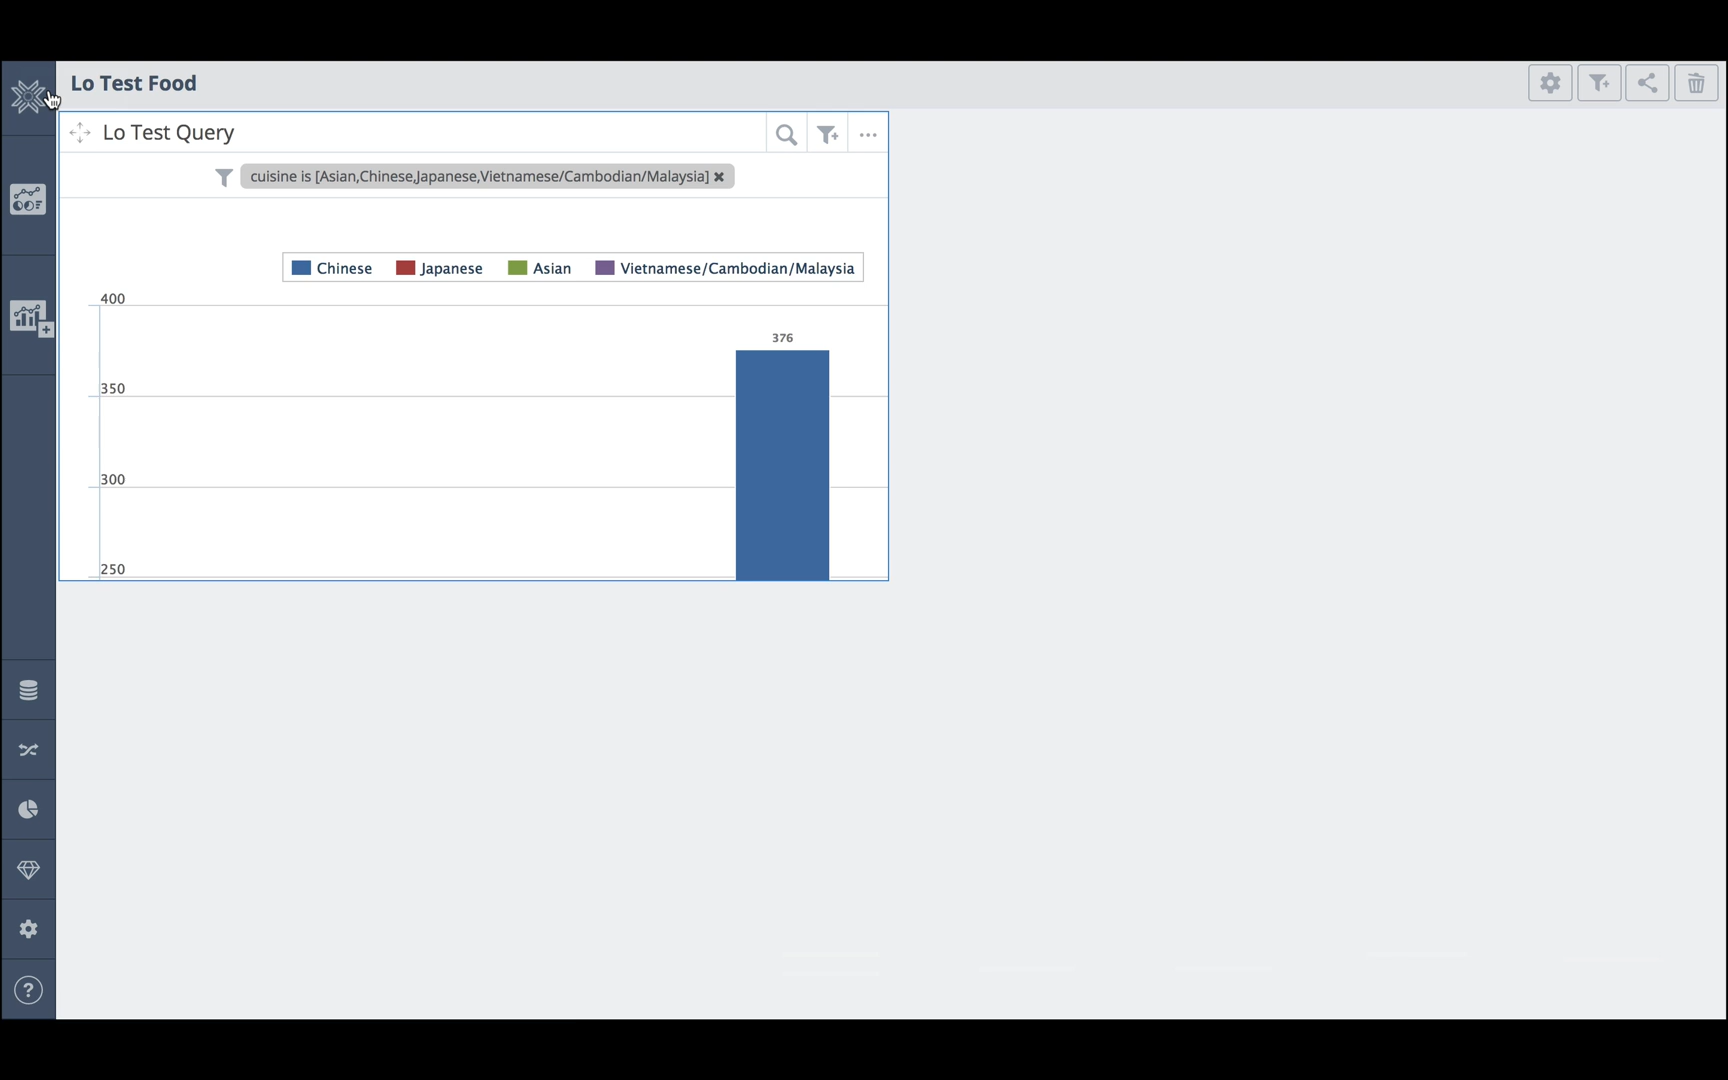 Lo Test Food
Lo Test Query
cuisine is [Asian,Chinese,Japanese,Vietnamese/Cambodian/Malaysia] ×
Chinese Japanese Asian Vietnamese/Cambodian/Malaysia
400
376
350
300
250
?